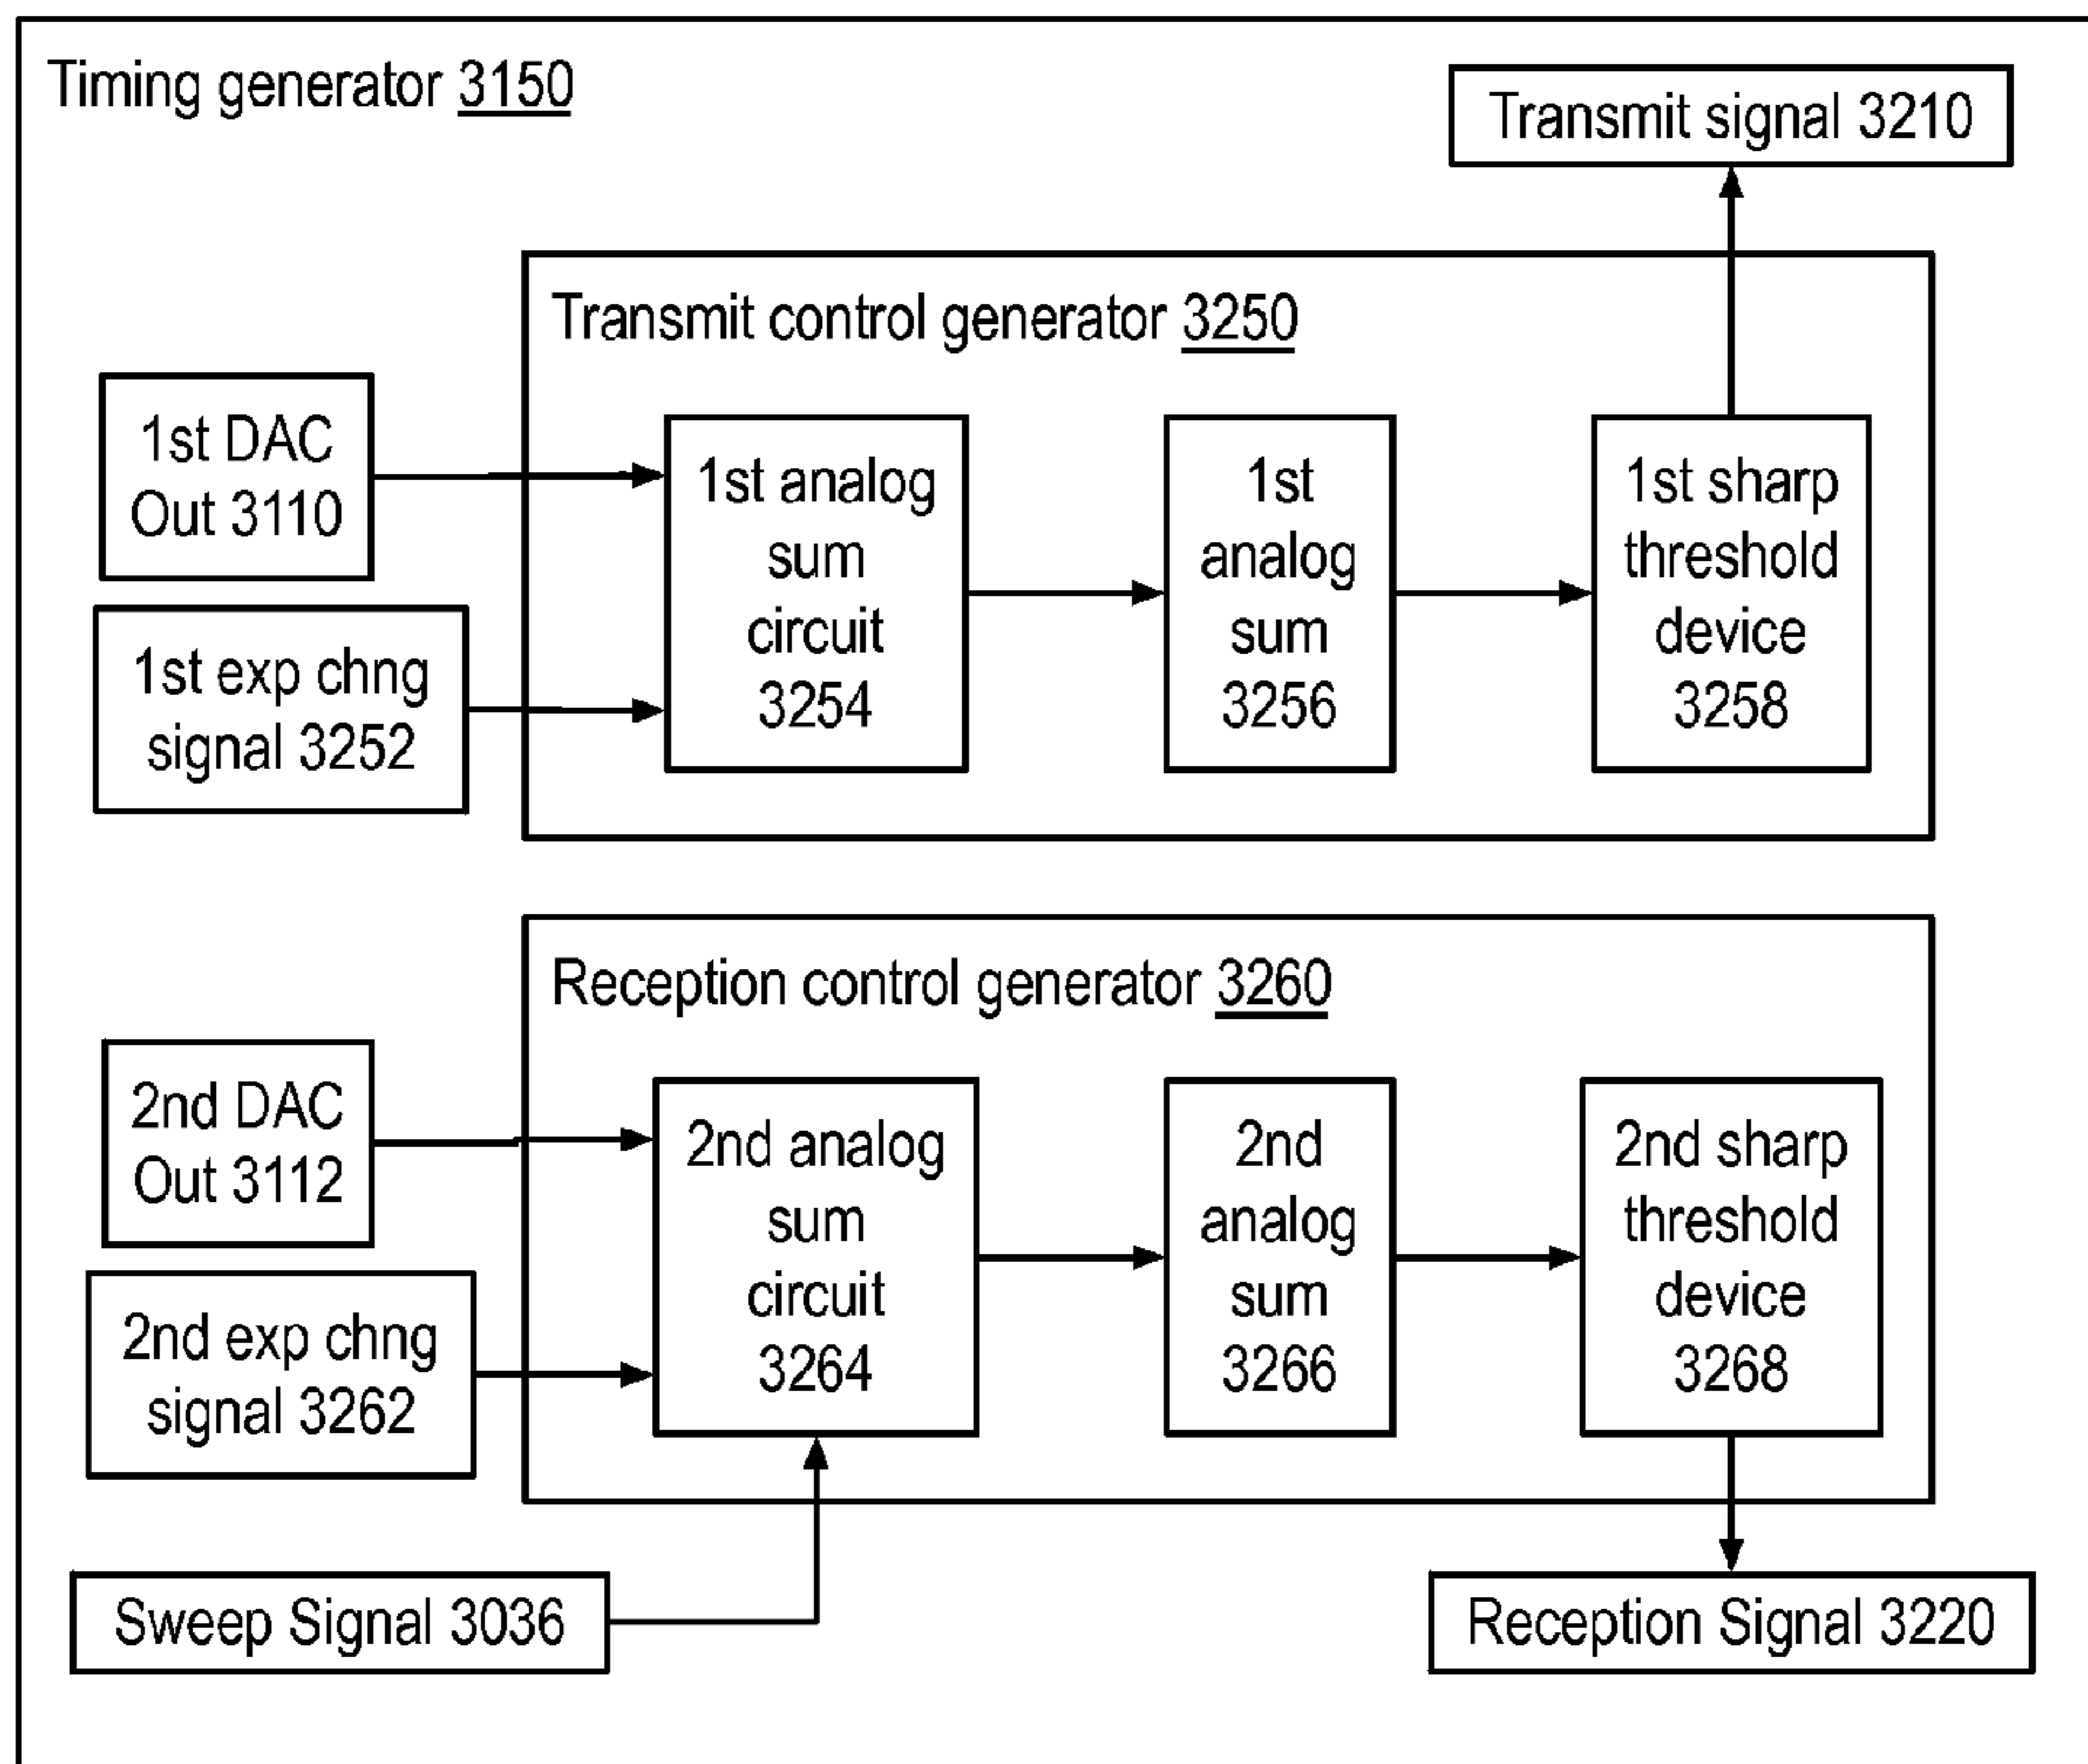 Timing generator 3150
Transmit signal 3210
Transmit control generator 3250
1st DAC
Out 3110
1st exp chng
signal 3252
1st analog
sum
circuit
3254
1st
analog
sum
3256
1st sharp
threshold
device
3258
Reception control generator 3260
2nd DAC
Out 3112
2nd exp chng
signal 3262
2nd analog
sum
circuit
3264
2nd
analog
sum
3266
2nd sharp
threshold
device
3268
Sweep Signal 3036
Reception Signal 3220